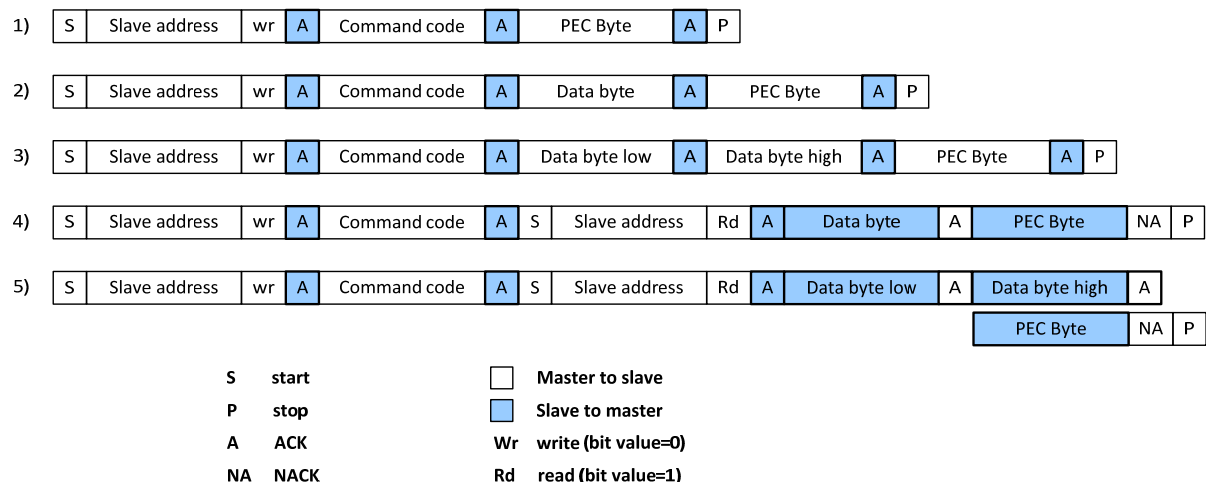 1) S Slave address wr A Command code A PEC Byte A P
2) S Slave address wr A Command code A Data byte A PEC Byte A P
3) S Slave address wr A Command code A Data byte low A Data byte high A PEC Byte A P
4) S Slave address wr A Command code A S Slave address Rd A Data byte A PEC Byte NA P
5) S Slave address wr A Command code A S Slave address Rd A Data byte low A Data byte high A
PEC Byte NA P
S start Master to slave
P stop Slave to master
A ACK Wr write (bit value=0)
NA NACK Rd read (bit value=1)